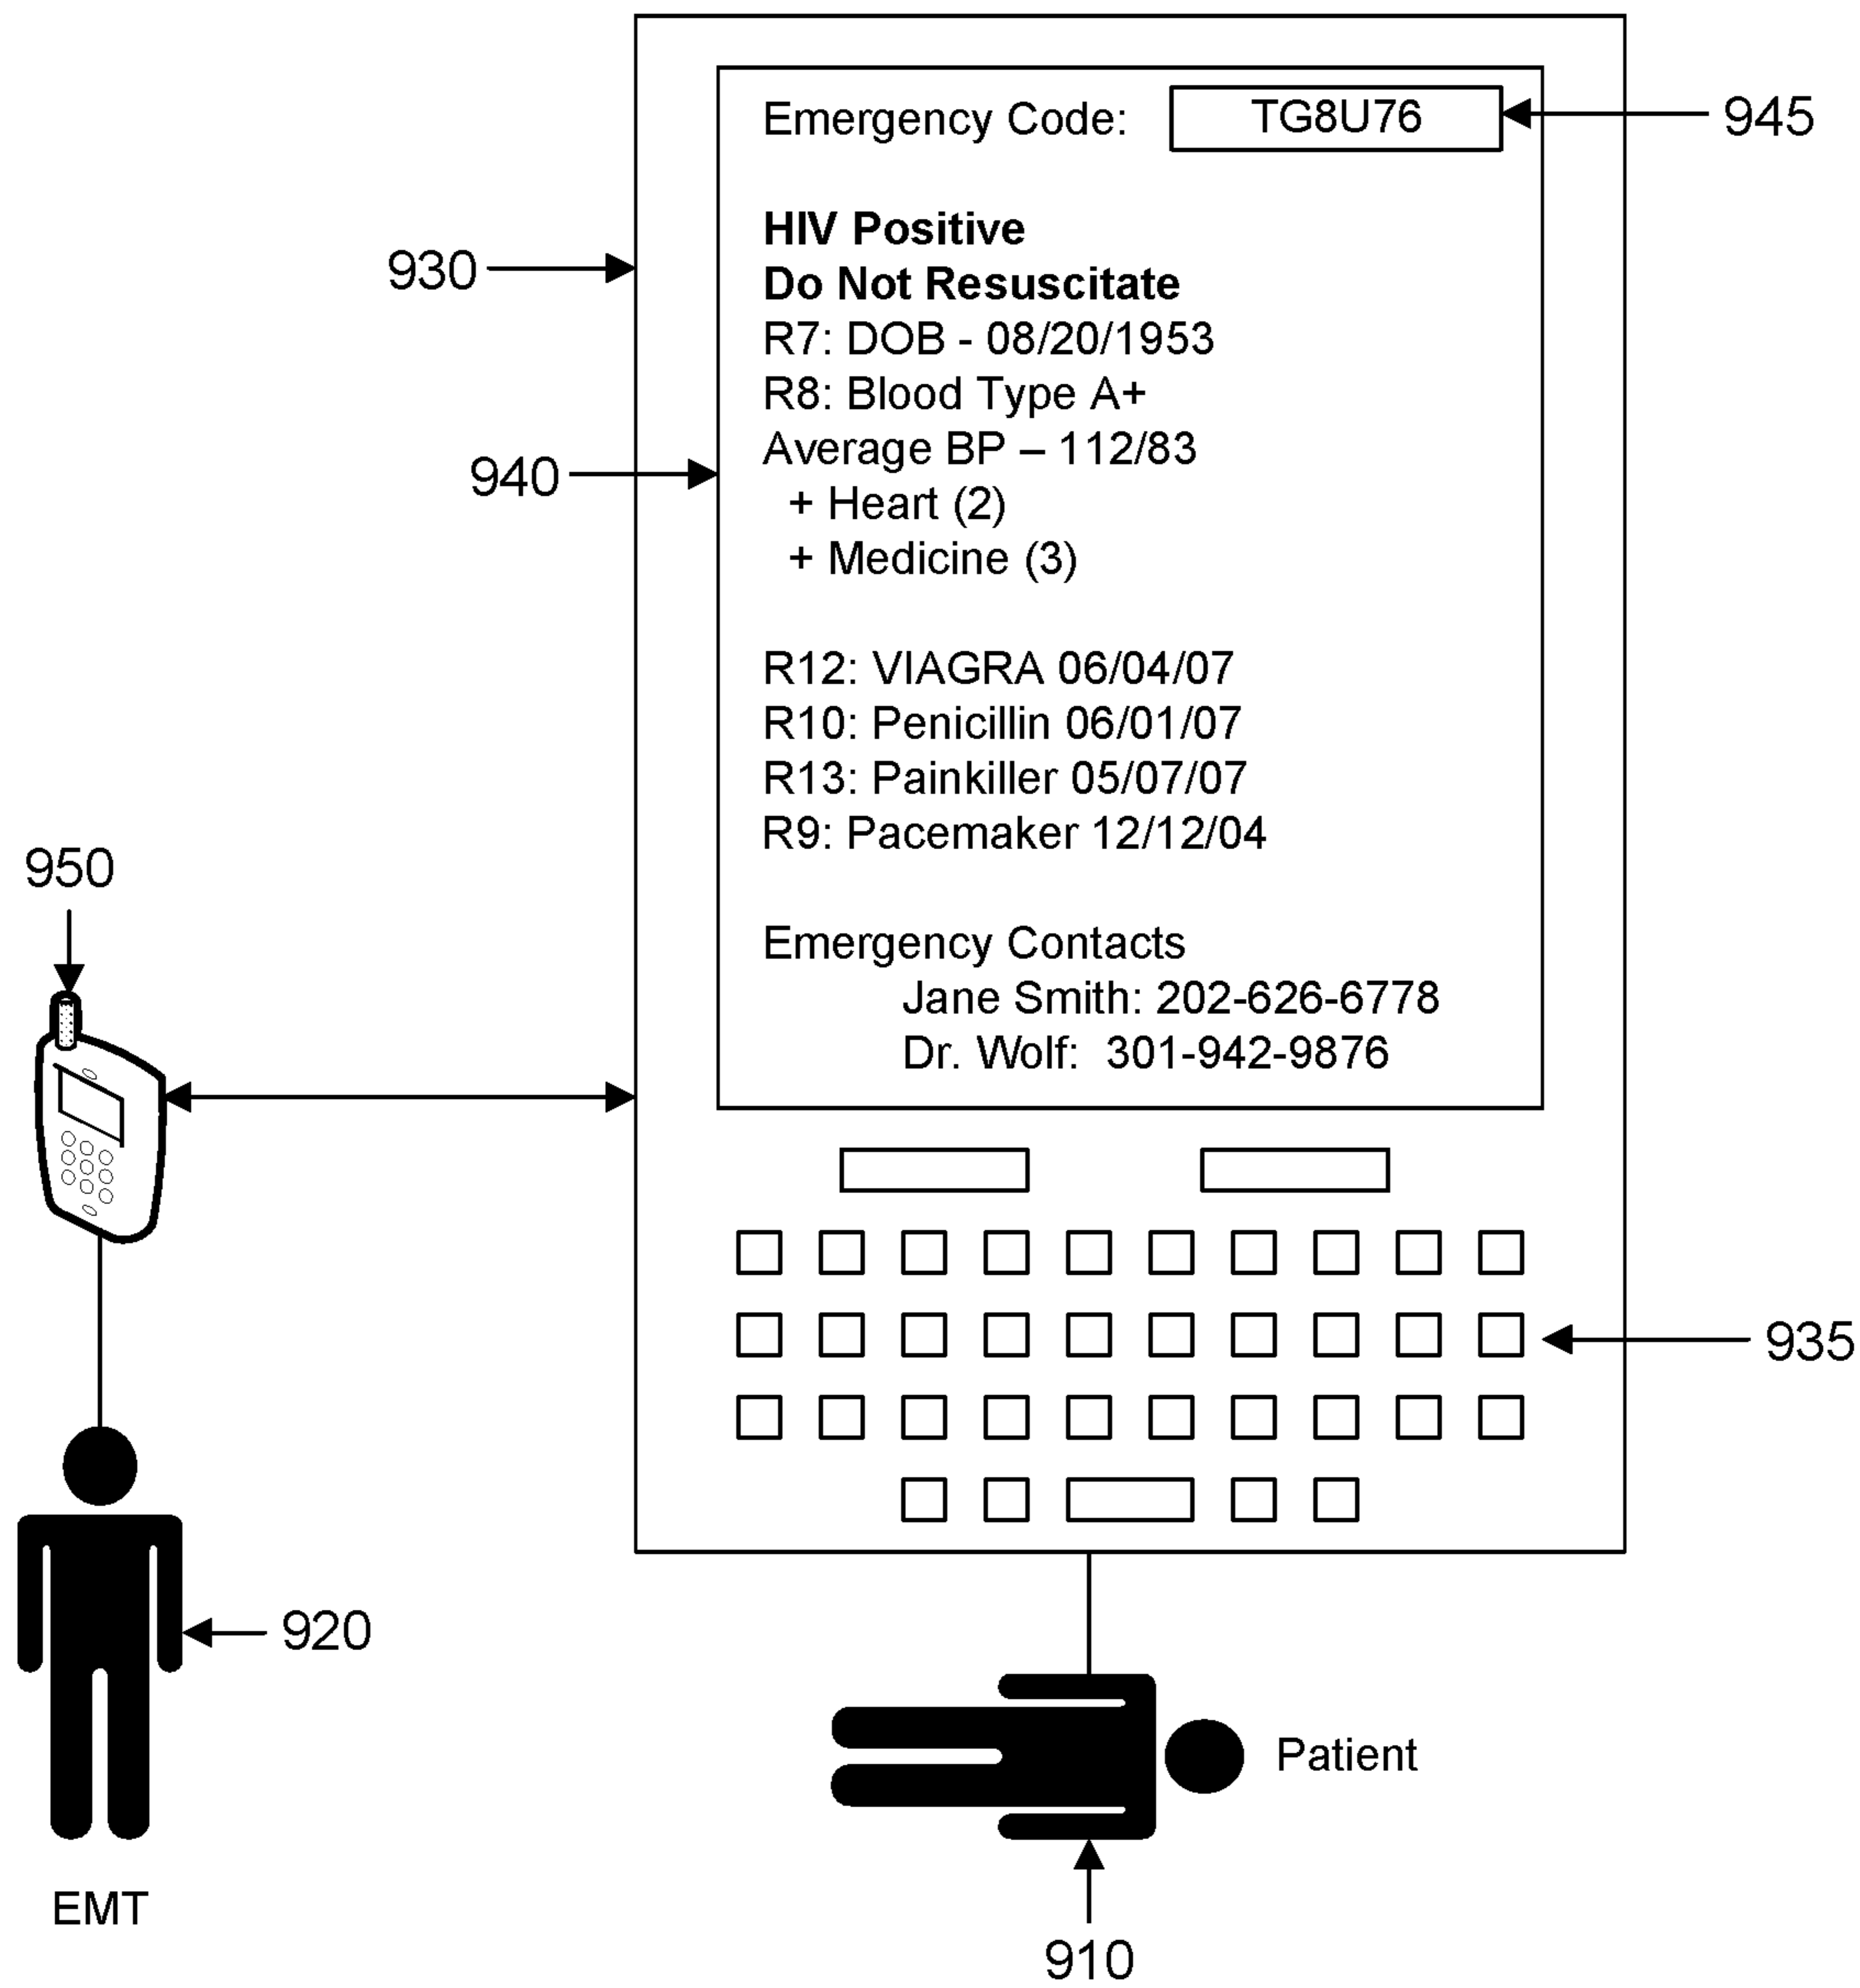 Emergency Code: TG8U76
945
HIV Positive
930
Do Not Resuscitate
R7: DOB - 08/20/1953
R8: Blood Type A+
Average BP – 112/83
940
+ Heart (2)
+ Medicine (3)
R12: VIAGRA 06/04/07
R10: Penicillin 06/01/07
R13: Painkiller 05/07/07
R9: Pacemaker 12/12/04
950
Emergency Contacts
Jane Smith: 202-626-6778
Dr. Wolf: 301-942-9876
935
920
Patient
EMT
910